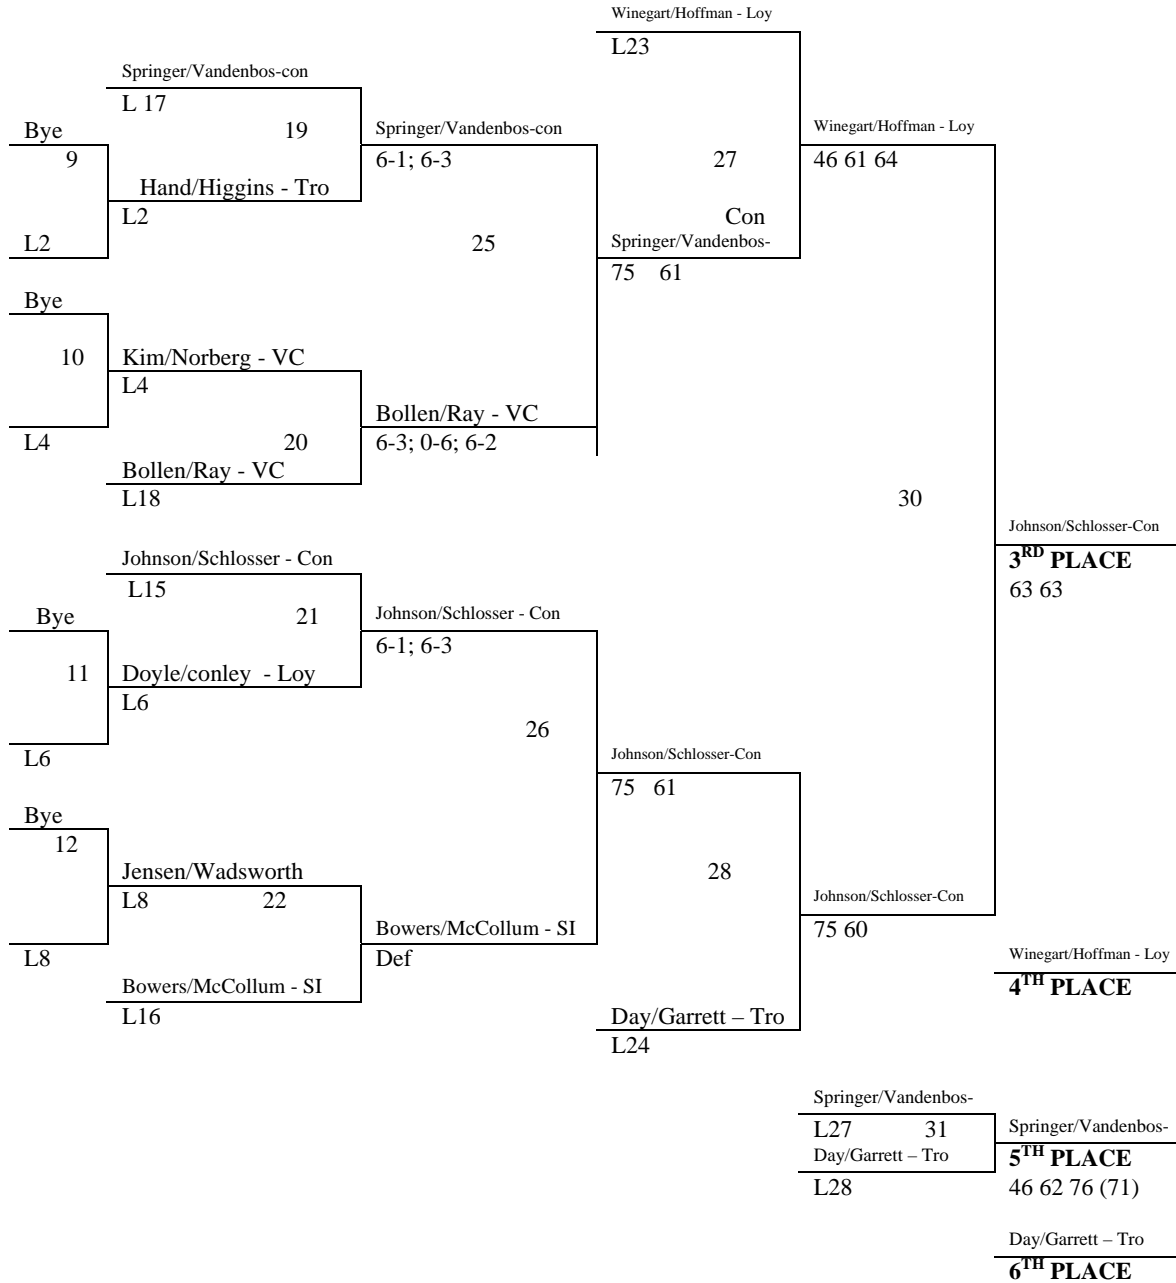 Winegart/Hoffman - Loy
L23
Springer/Vandenbos-con
L 17
Bye
19
Springer/Vandenbos-con
Winegart/Hoffman - Loy
9
6-1; 6-3
27
46 61 64
Hand/Higgins - Tro
L2
Con
L2
25
Springer/Vandenbos-
75 61
Bye
10
Kim/Norberg - VC
L4
Bollen/Ray - VC
L4
20
6-3; 0-6; 6-2
Bollen/Ray - VC
L18
30
Johnson/Schlosser-Con
Johnson/Schlosser - Con
3RD PLACE
L15
63 63
Bye
21
Johnson/Schlosser - Con
6-1; 6-3
11
Doyle/conley - Loy
L6
26
L6
Johnson/Schlosser-Con
75 61
Bye
12
Jensen/Wadsworth
28
L8
22
Johnson/Schlosser-Con
Bowers/McCollum - SI
75 60
L8
Def
Winegart/Hoffman - Loy
Bowers/McCollum - SI
4TH PLACE
L16
Day/Garrett – Tro
L24
Springer/Vandenbos-
L27
31
Springer/Vandenbos-
Day/Garrett – Tro
5TH PLACE
L28
46 62 76 (71)
Day/Garrett – Tro
6TH PLACE